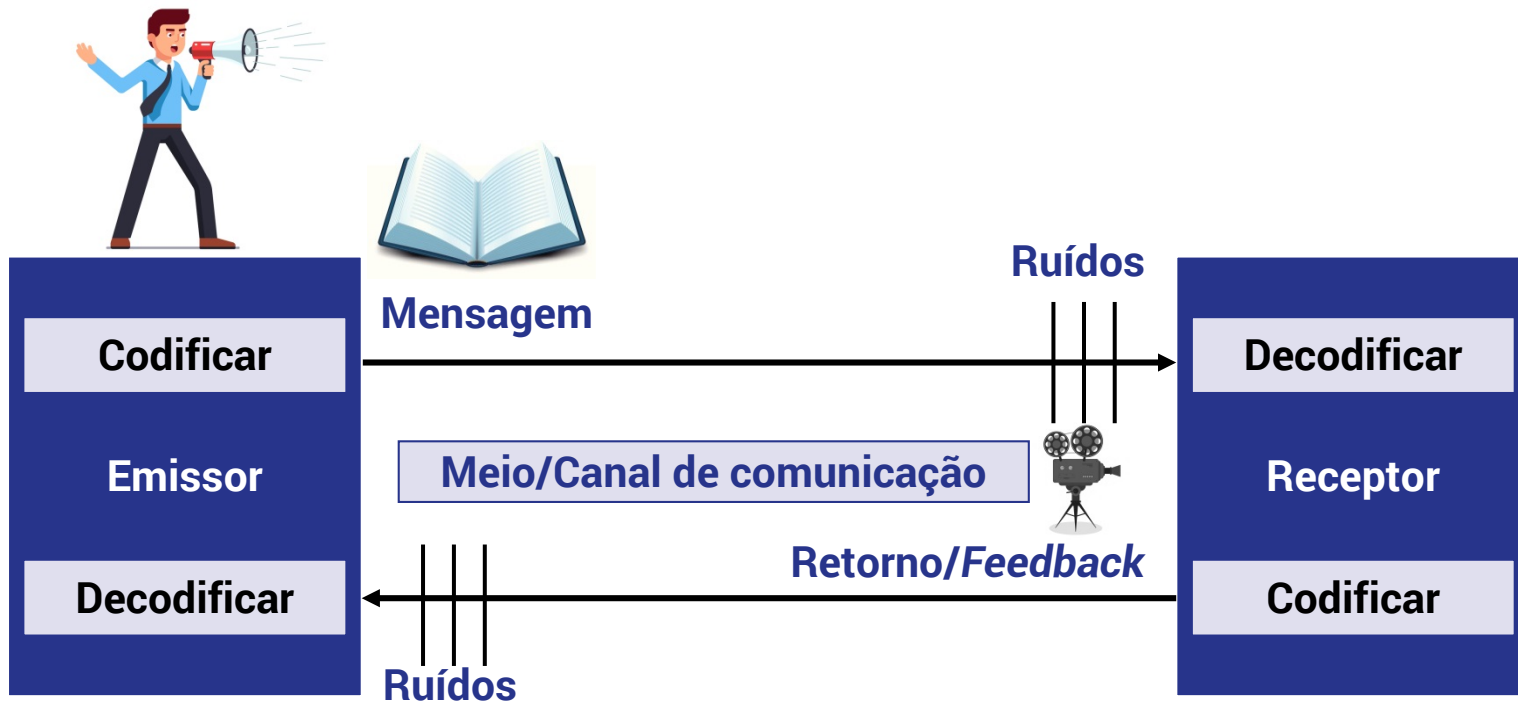 Ruídos
Mensagem
Codificar
Decodificar
Emissor
Meio/Canal de comunicação
Receptor
Retorno/Feedback
Decodificar
Codificar
Ruídos